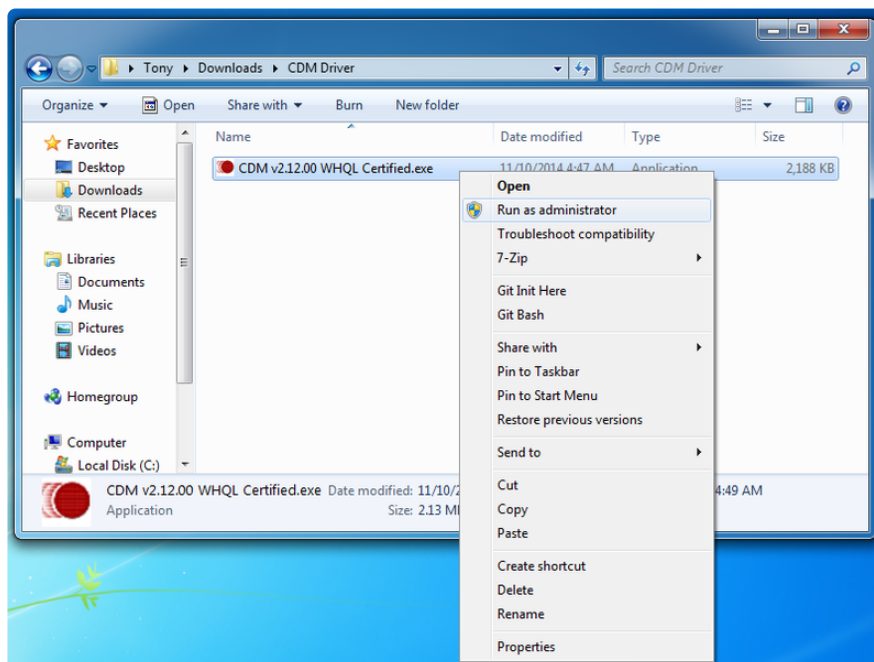 Tony Downloads CDM Driver
Search CDM Driver
Organize Open Share with Burn New folder
Name Date modified Type Size
CDM v2.12.00 WHQL Certified.exe 11/10/2014 4:47 AM Application 2,188 KB
Favorites
Desktop
Downloads
Recent Places
Libraries
Documents
Music
Pictures
Videos
Homegroup
Computer
Local Disk (C:)
Open
Run as administrator
Troubleshoot compatibility
7-Zip
Git Init Here
Git Bash
Share with
Pin to Taskbar
Pin to Start Menu
Restore previous versions
Send to
Cut
Copy
Paste
Create shortcut
Delete
Rename
Properties
CDM v2.12.00 WHQL Certified.exe Date modified: 11/10/2 4:49 AM
Application Size: 2.13 M